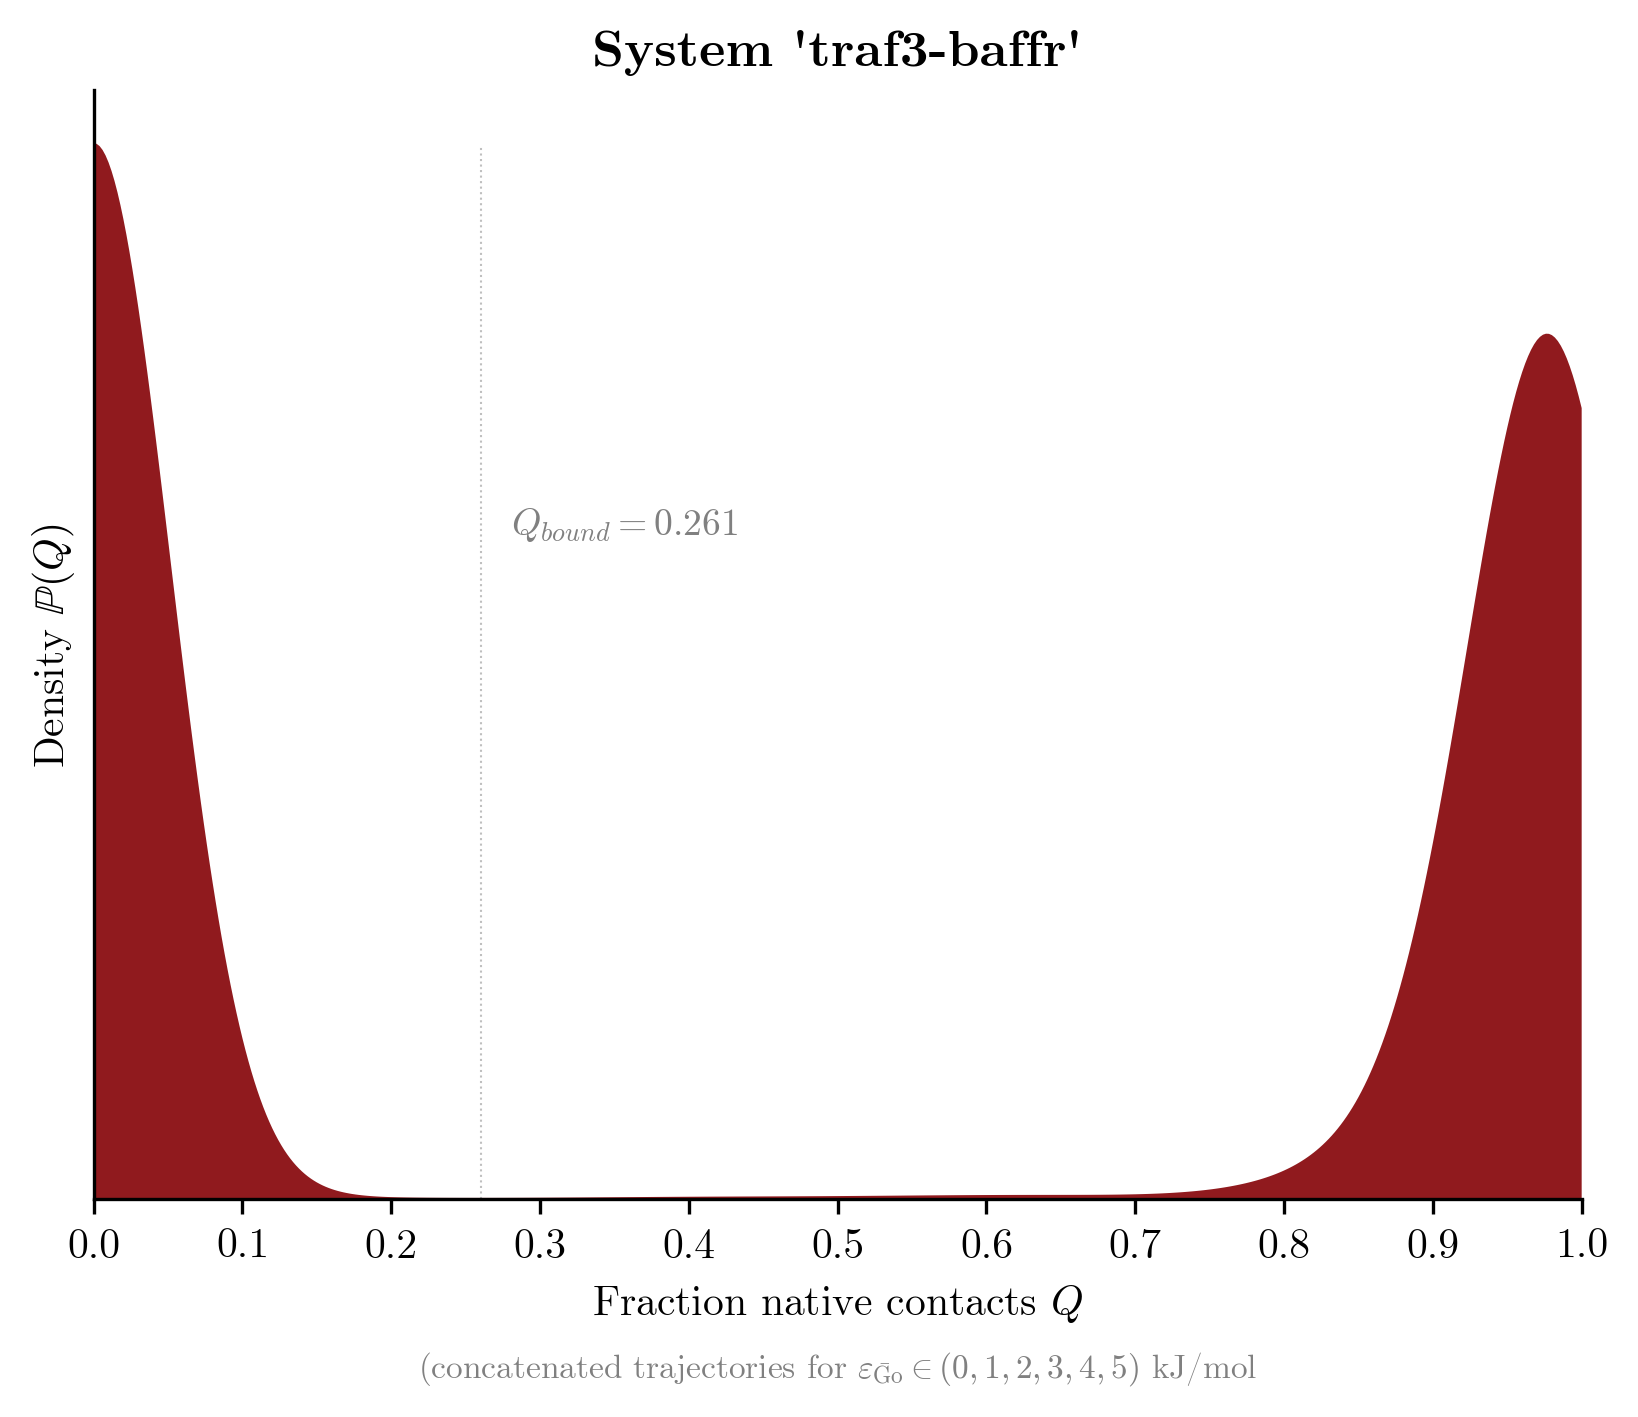 System 'traf3-baffr'
Density ℙ(Q)
Q_bound = 0.261
0.0 0.1 0.2 0.3 0.4 0.5 0.6 0.7 0.8 0.9 1.0
Fraction native contacts Q
(concatenated trajectories for ε_Ḡo ∈ (0, 1, 2, 3, 4, 5) kJ/mol